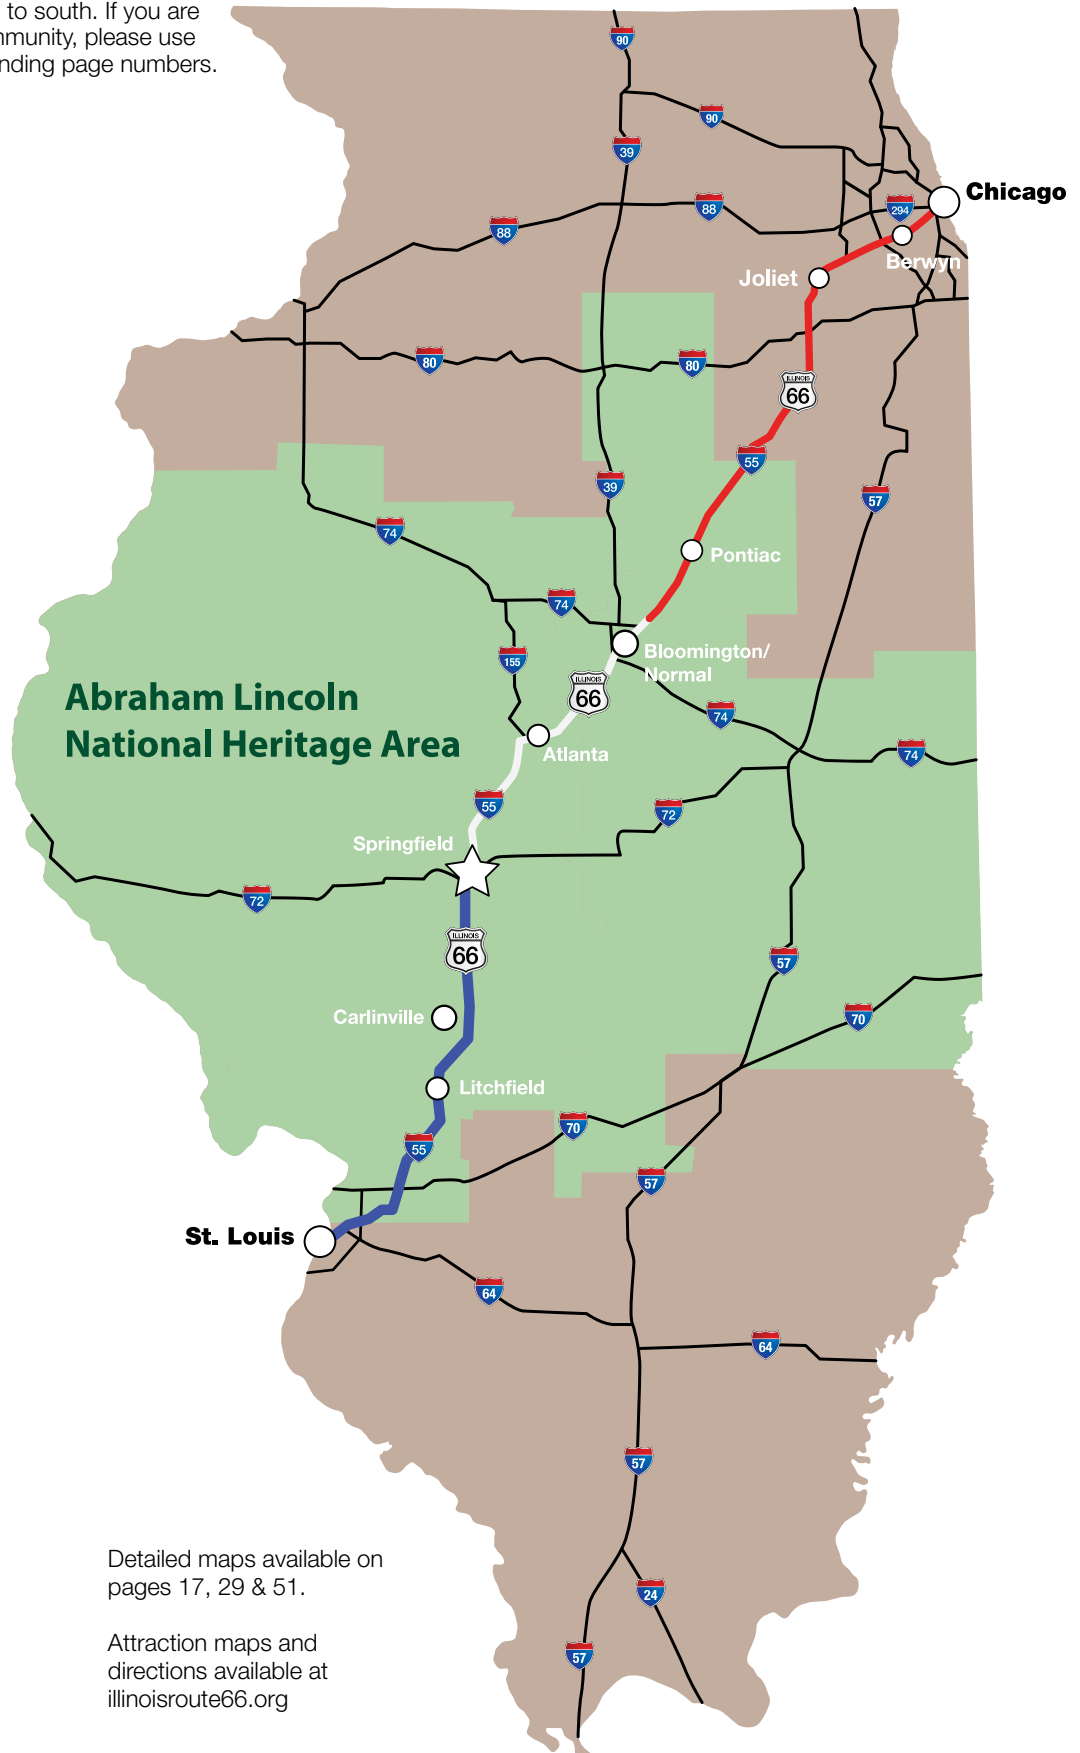 to south. If you are
mmunity, please use
nding page numbers.
90
90
39
88
88
294
Chicago
Berwyn
Joliet
80
80
ILLINOIS
66
55
39
57
74
Pontiac
74
155
Bloomington/
Normal
ILLINOIS
66
74
Abraham Lincoln
National Heritage Area
Atlanta
74
55
72
Springfield
72
ILLINOIS
66
57
Carlinville
70
Litchfield
70
55
57
St. Louis
64
64
57
Detailed maps available on
pages 17, 29 & 51.
24
Attraction maps and
directions available at
illinoisroute66.org
57